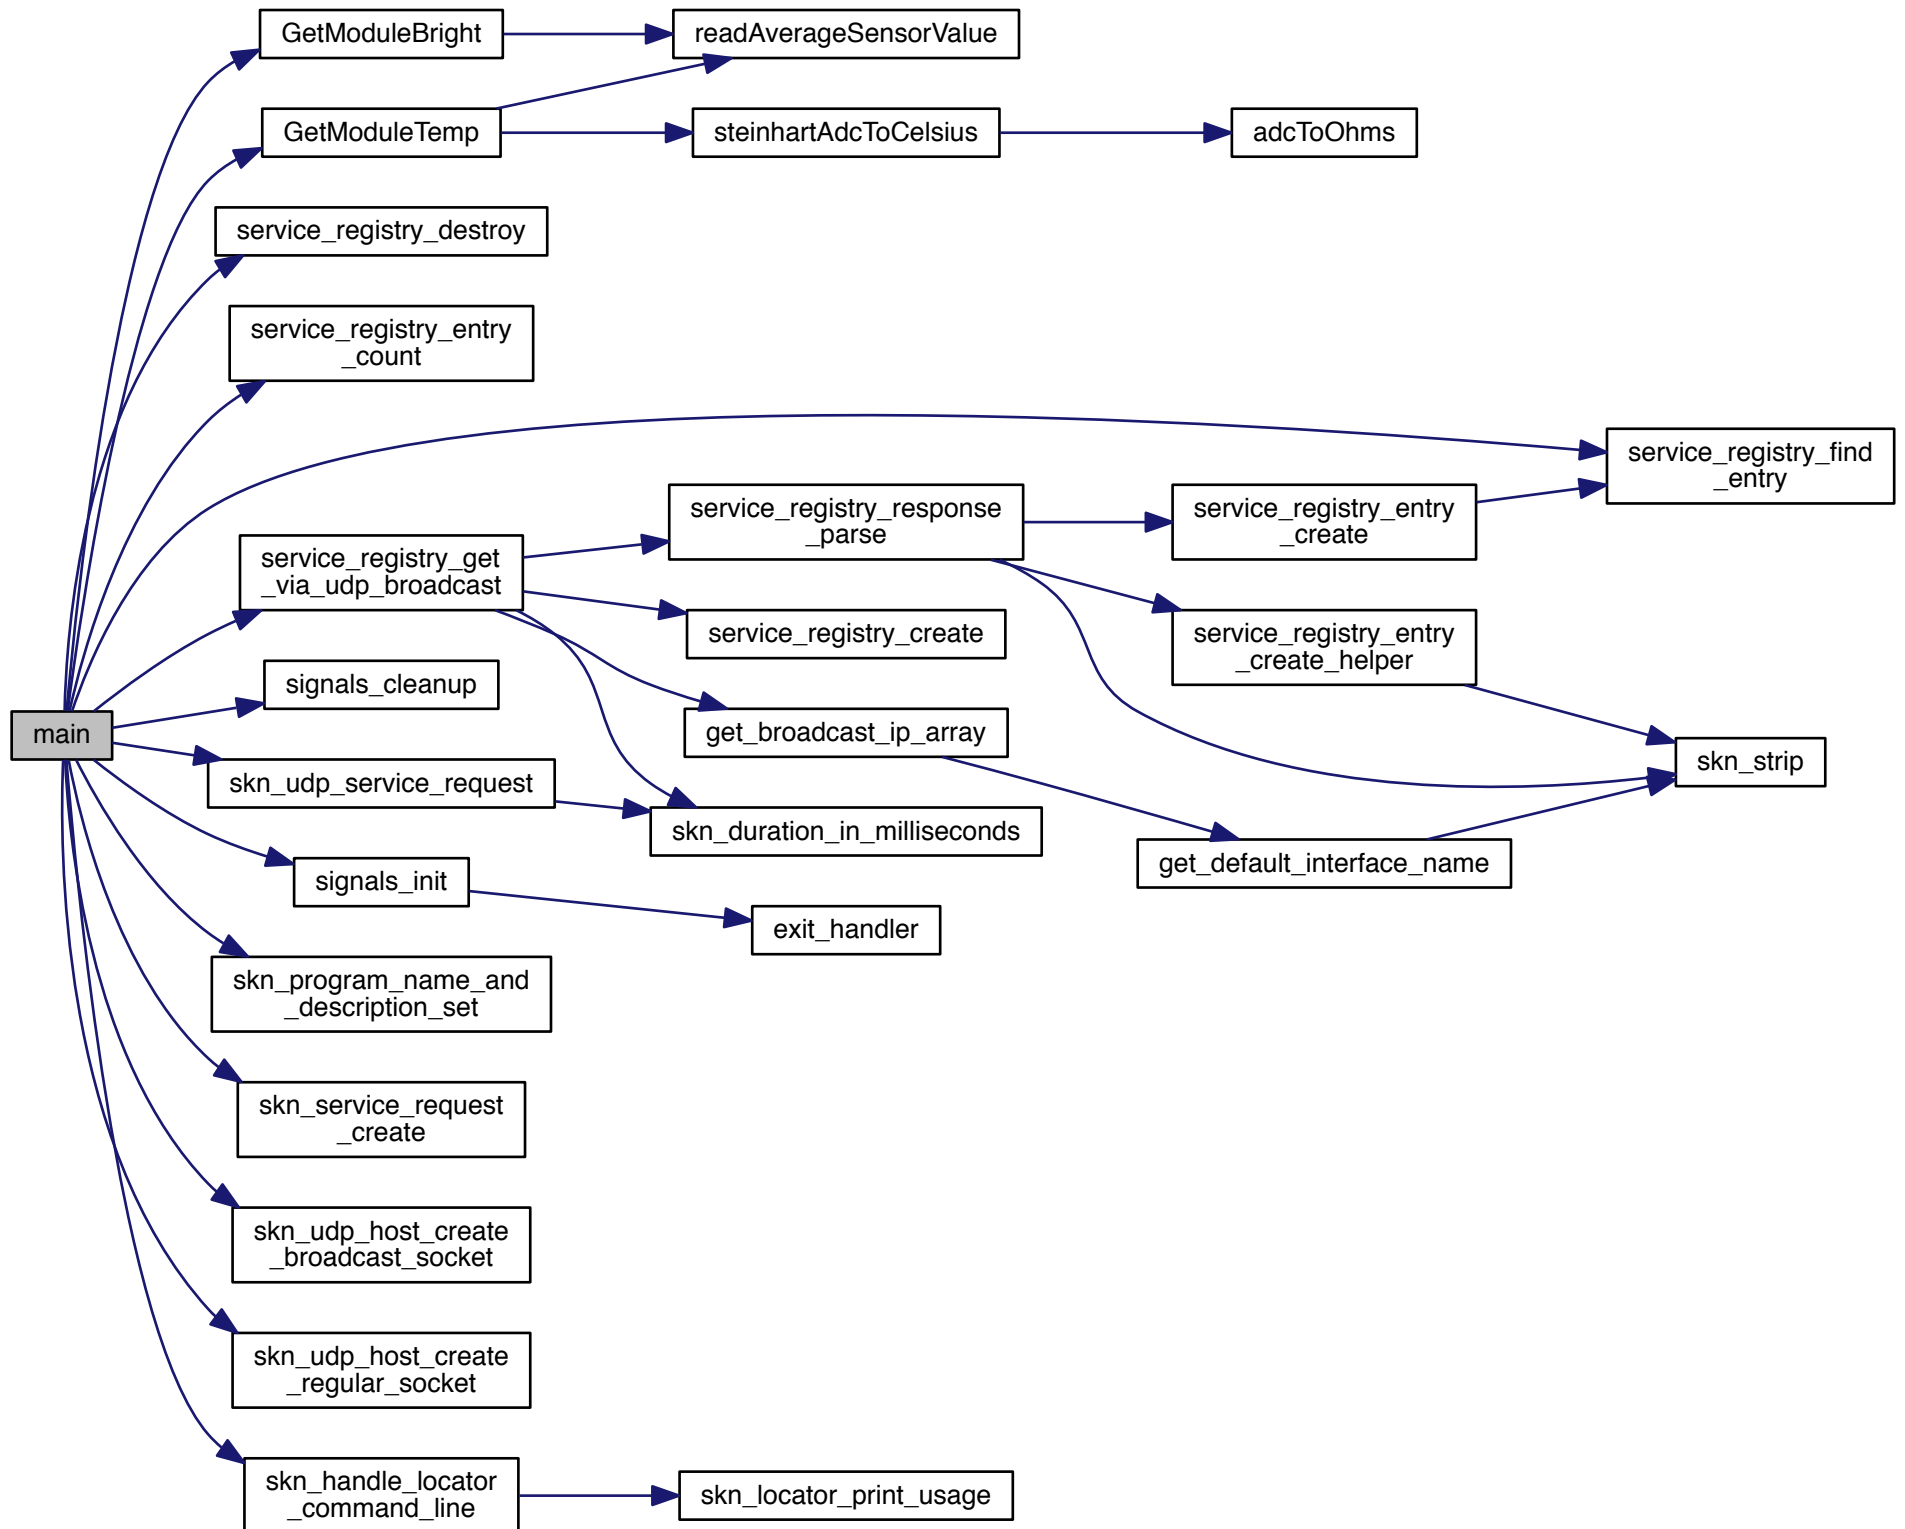 GetModuleBright
readAverageSensorValue
GetModuleTemp
steinhartAdcToCelsius
adcToOhms
service_registry_destroy
service_registry_entry
_count
service_registry_find
_entry
service_registry_response
_parse
service_registry_entry
_create
service_registry_get
_via_udp_broadcast
service_registry_create
service_registry_entry
_create_helper
signals_cleanup
get_broadcast_ip_array
main
skn_strip
skn_udp_service_request
skn_duration_in_milliseconds
get_default_interface_name
signals_init
exit_handler
skn_program_name_and
_description_set
skn_service_request
_create
skn_udp_host_create
_broadcast_socket
skn_udp_host_create
_regular_socket
skn_handle_locator
_command_line
skn_locator_print_usage